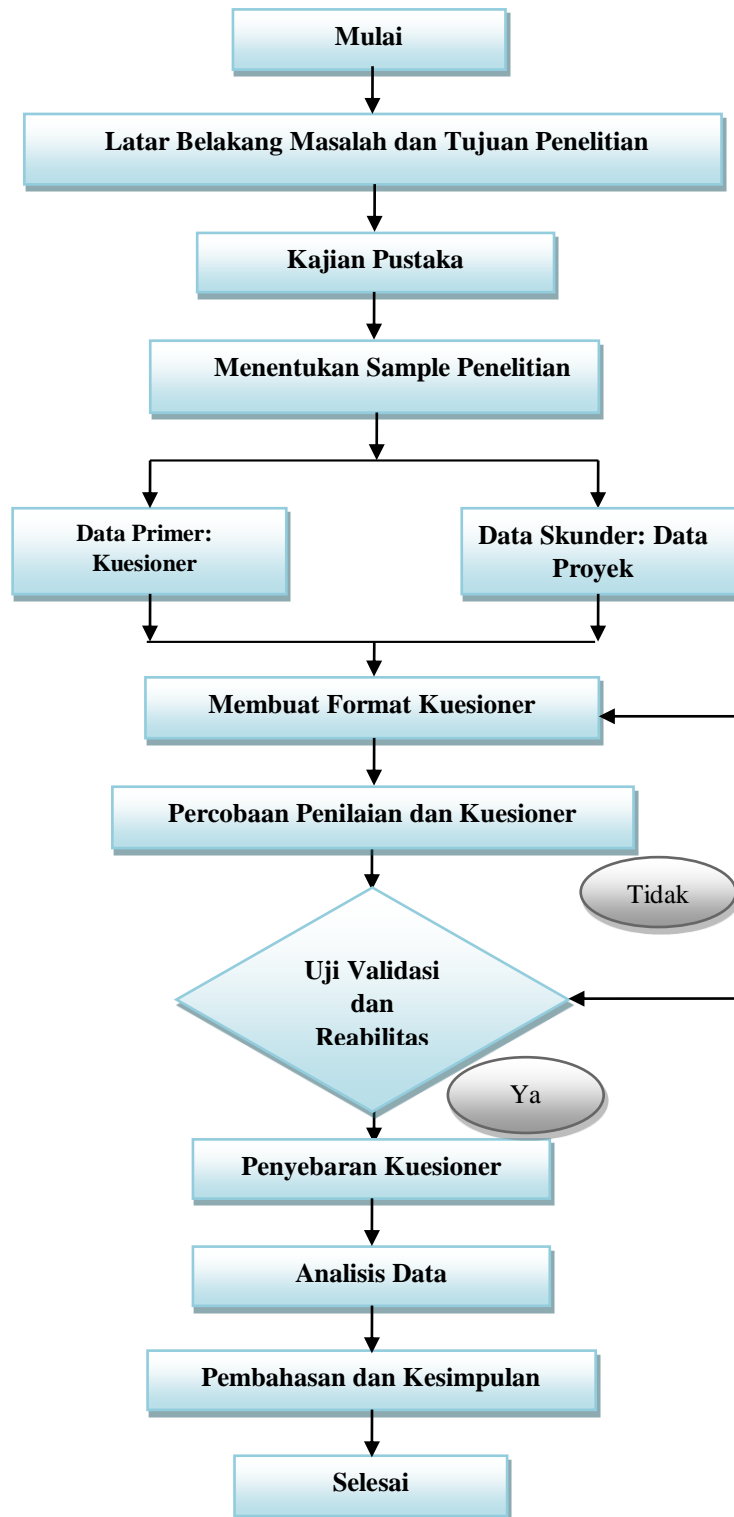 Mulai
Latar Belakang Masalah dan Tujuan Penelitian
Kajian Pustaka
Menentukan Sample Penelitian
Data Primer:
Kuesioner
Data Skunder: Data
Proyek
Membuat Format Kuesioner
Percobaan Penilaian dan Kuesioner
Tidak
Uji Validasi
dan
Reabilitas
Ya
Penyebaran Kuesioner
Analisis Data
Pembahasan dan Kesimpulan
Selesai